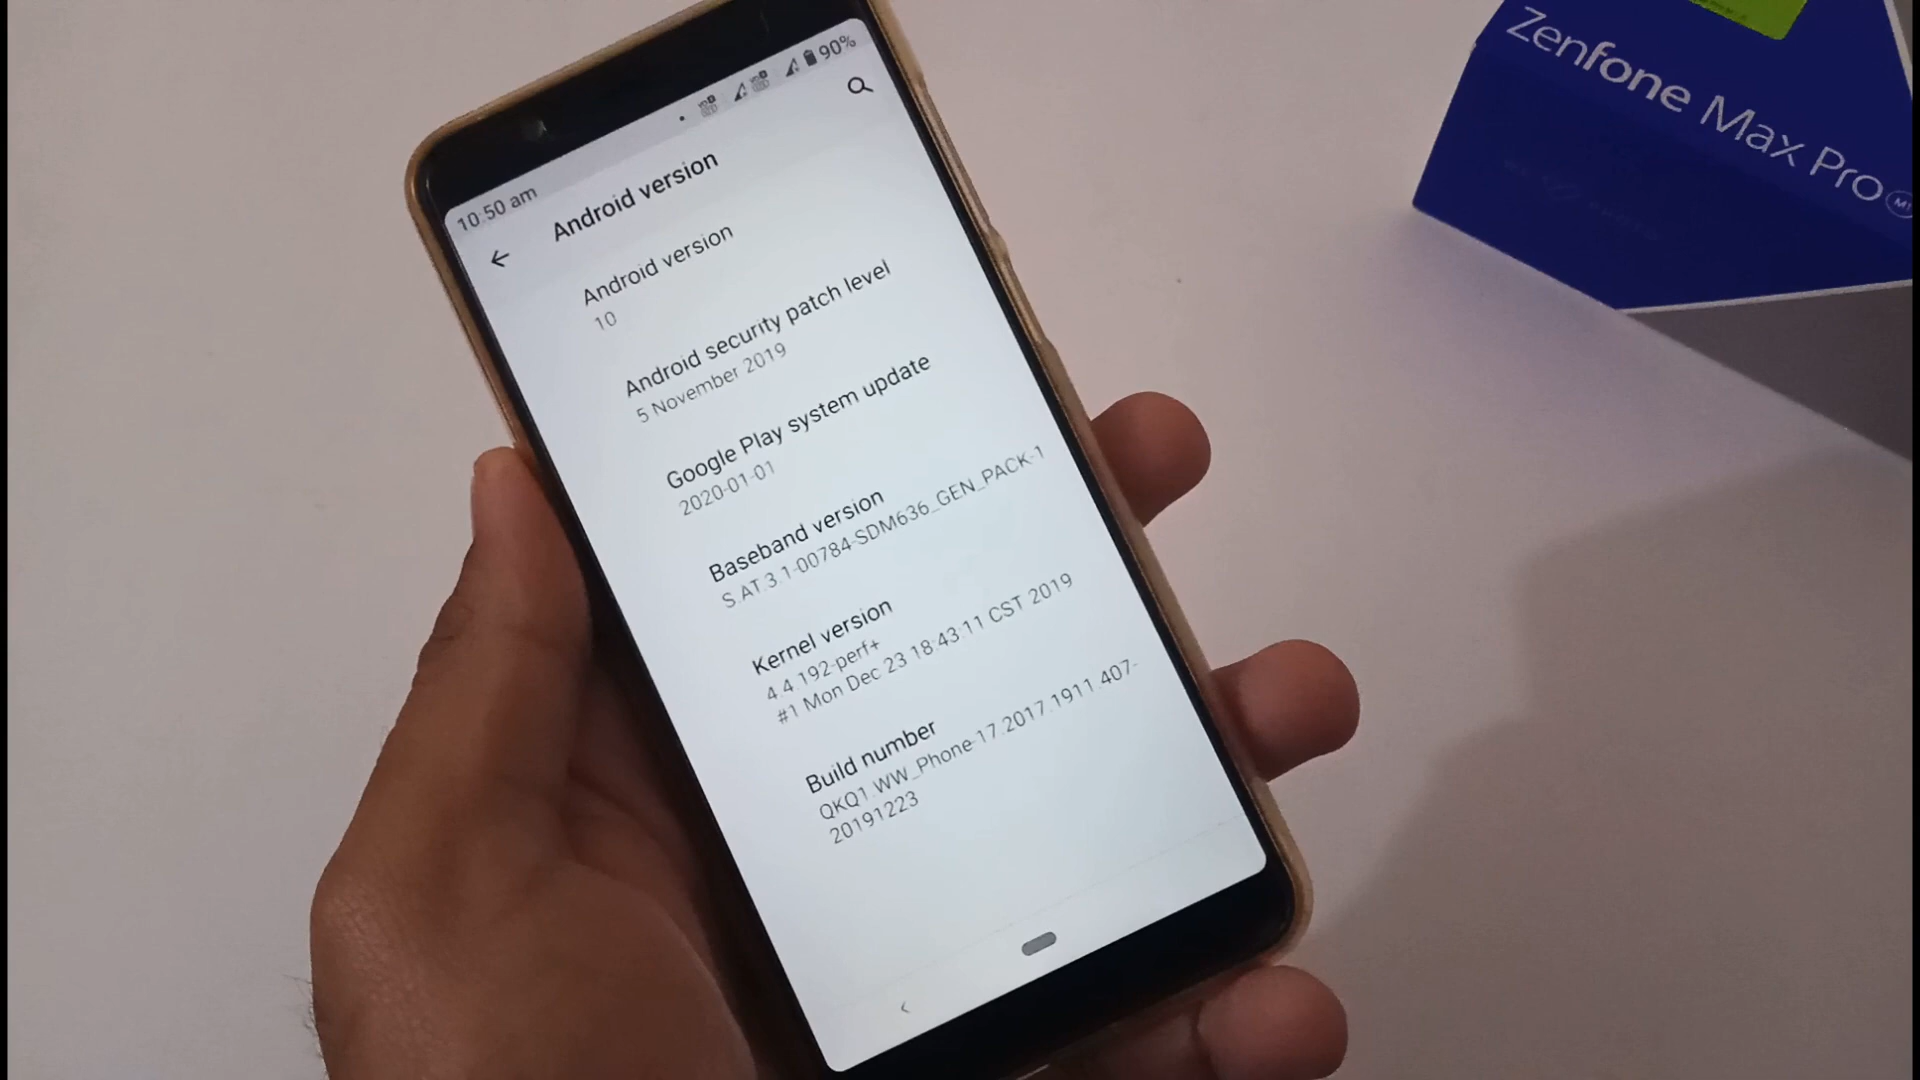 10:50 am
90%
Android version
Android version
10
Android security patch level
5 November 2019
Google Play system update
2020-01-01
Baseband version
S.AT.3.1-00784-SDM636_GEN_PACK-1
Kernel version
4.4.192-perf+
#1 Mon Dec 23 18:43:11 CST 2019
Build number
QKQ1.WW_Phone-17.2017.1911.407-
20191223
Zenfone Max Pro